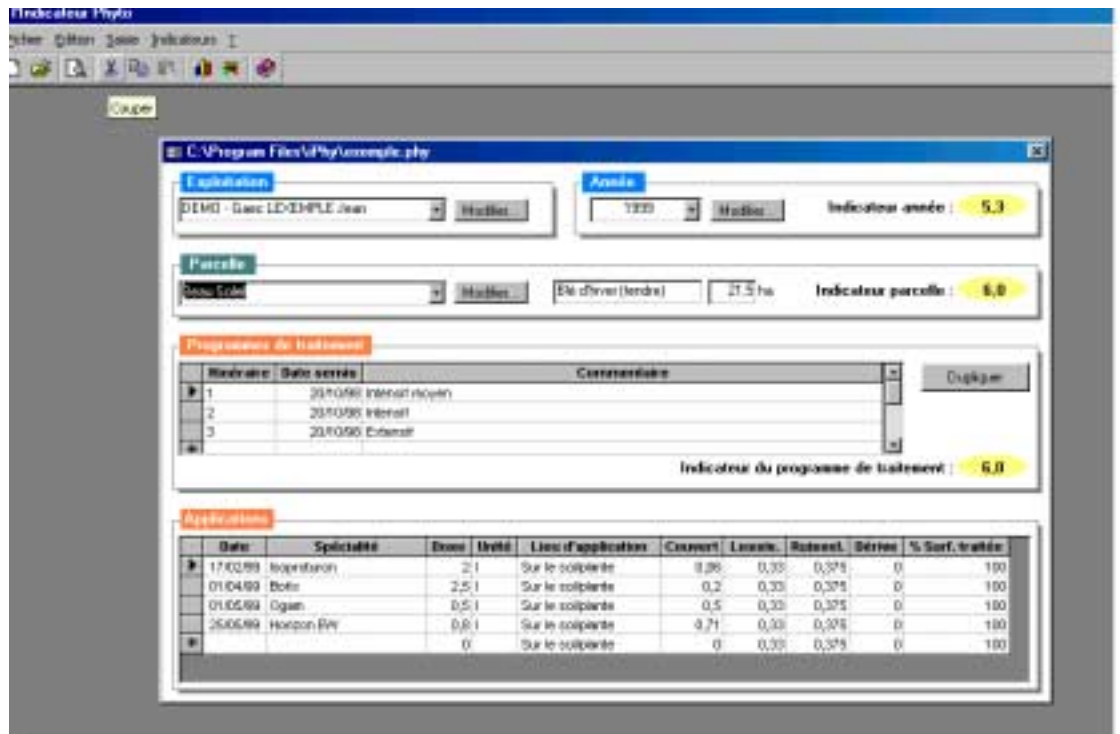 l'Indicateur Phyto
Edition Saisie Indicateurs ?
Couper
C:\Program Files\iPhy\exemple.phy
Exploitation
DEMO - Gaec LEXEMPLE Jean Modifier...
Année
1999 Modifier... Indicateur année : 5,3
Parcelle
Beau Soleil Modifier... Blé d'hiver (tendre) 21,5 ha Indicateur parcelle : 6,0
Programmes de traitement
Itinéraire Date semis Commentaire
1 20/10/98 Intensif moyen
2 20/10/98 Intensif
3 20/10/98 Extensif
Dupliquer
Indicateur du programme de traitement : 6,0
Applications
Date Spécialité Dose Unité Lieu d'application Couvert Lessiv. Ruissel. Dérive % Surf. traitée
17/02/99 Isoproturon 2 l Sur le sol/plante 0,33 0,375 0 100
01/04/99 2,5 l Sur le sol/plante 0,2 0,33 0,375 0 100
01/05/99 Ogam 0,5 l Sur le sol/plante 0,5 0,33 0,375 0 100
25/05/99 Horizon EW 0,8 l Sur le sol/plante 0,71 0,33 0,375 0 100
0 Sur le sol/plante 0 0,33 0,375 0 100